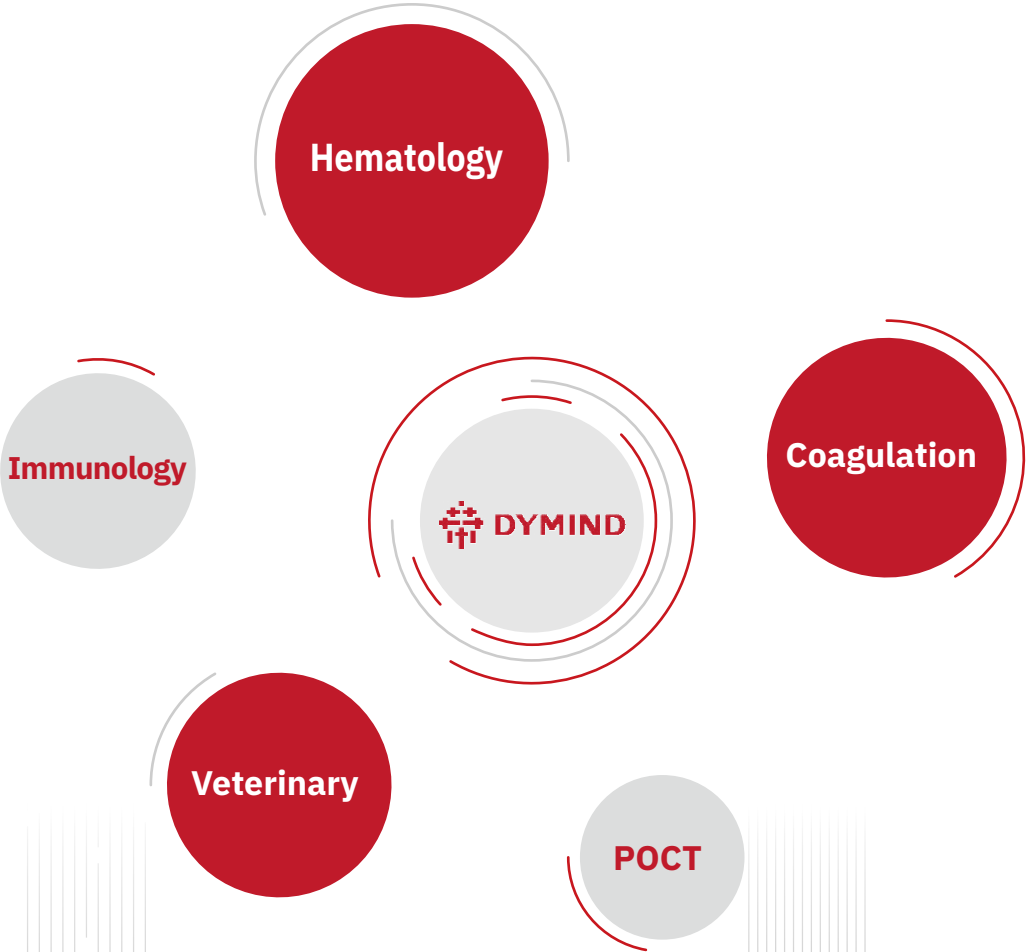 Hematology
Coagulation
Immunology
DYMIND
Veterinary
POCT